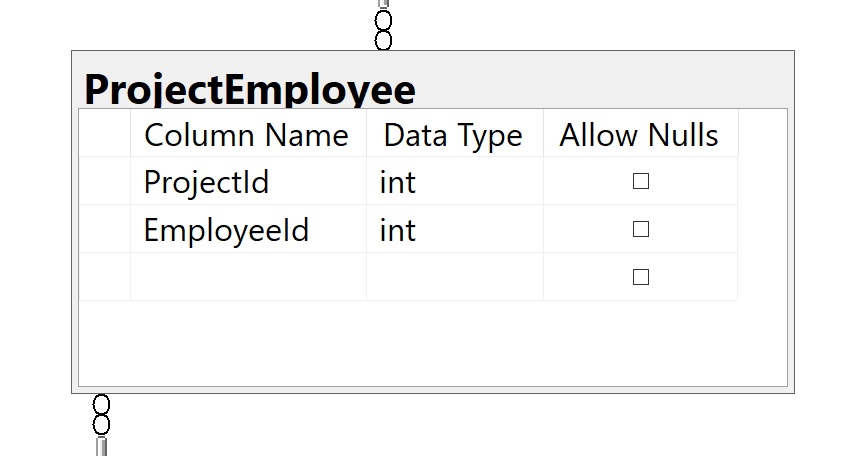 ProjectEmployee
Column Name Data Type Allow Nulls
ProjectId int
EmployeeId int